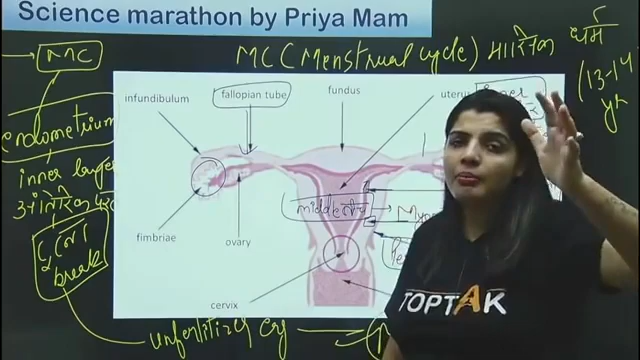 Science marathon by Priya Mam
MC
MC (Menstrual cycle) मासिक धर्म
(13-14
yr
infundibulum
fallopian tube
fundus
uterus
endometrium
inner layer
break
middle
fimbriae
ovary
cervix
unfertilized egg
TOPTAK